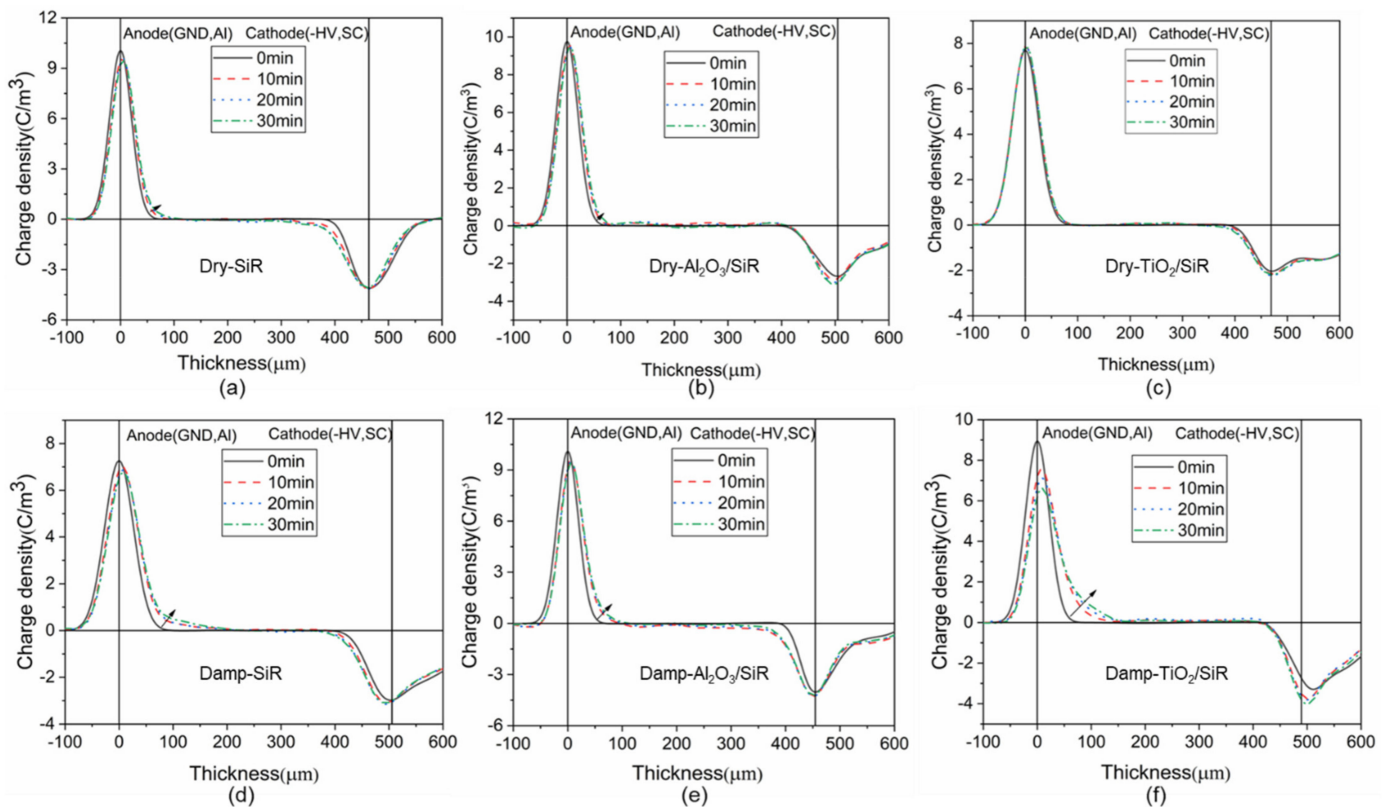 Anode(GND,Al) Cathode(-HV,SC)
0min
10min
20min
30min
12
9
6
3
0
-3
-6
Charge density(C/m³)
Dry-SiR
-100 0 100 200 300 400 500 600
Thickness(μm)
(a)
Anode(GND,Al) Cathode(-HV,SC)
0min
10min
20min
30min
10
8
6
4
2
0
-2
-4
Charge density(C/m³)
Dry-Al₂O₃/SiR
-100 0 100 200 300 400 500 600
Thickness(μm)
(b)
Anode(GND,Al) Cathode(-HV,SC)
0min
10min
20min
30min
8
6
4
2
0
-2
-4
Charge density(C/m³)
Dry-TiO₂/SiR
-100 0 100 200 300 400 500 600
Thickness(μm)
(c)
Anode(GND,Al) Cathode(-HV,SC)
0min
10min
20min
30min
8
6
4
2
0
-2
-4
Charge density(C/m³)
Damp-SiR
-100 0 100 200 300 400 500 600
Thickness(μm)
(d)
Anode(GND,Al) Cathode(-HV,SC)
0min
10min
20min
30min
12
9
6
3
0
-3
-6
Charge density(C/m³)
Damp-Al₂O₃/SiR
-100 0 100 200 300 400 500 600
Thickness(μm)
(e)
Anode(GND,Al) Cathode(-HV,SC)
0min
10min
20min
30min
10
8
6
4
2
0
-2
-4
Charge density(C/m³)
Damp-TiO₂/SiR
-100 0 100 200 300 400 500 600
Thickness(μm)
(f)